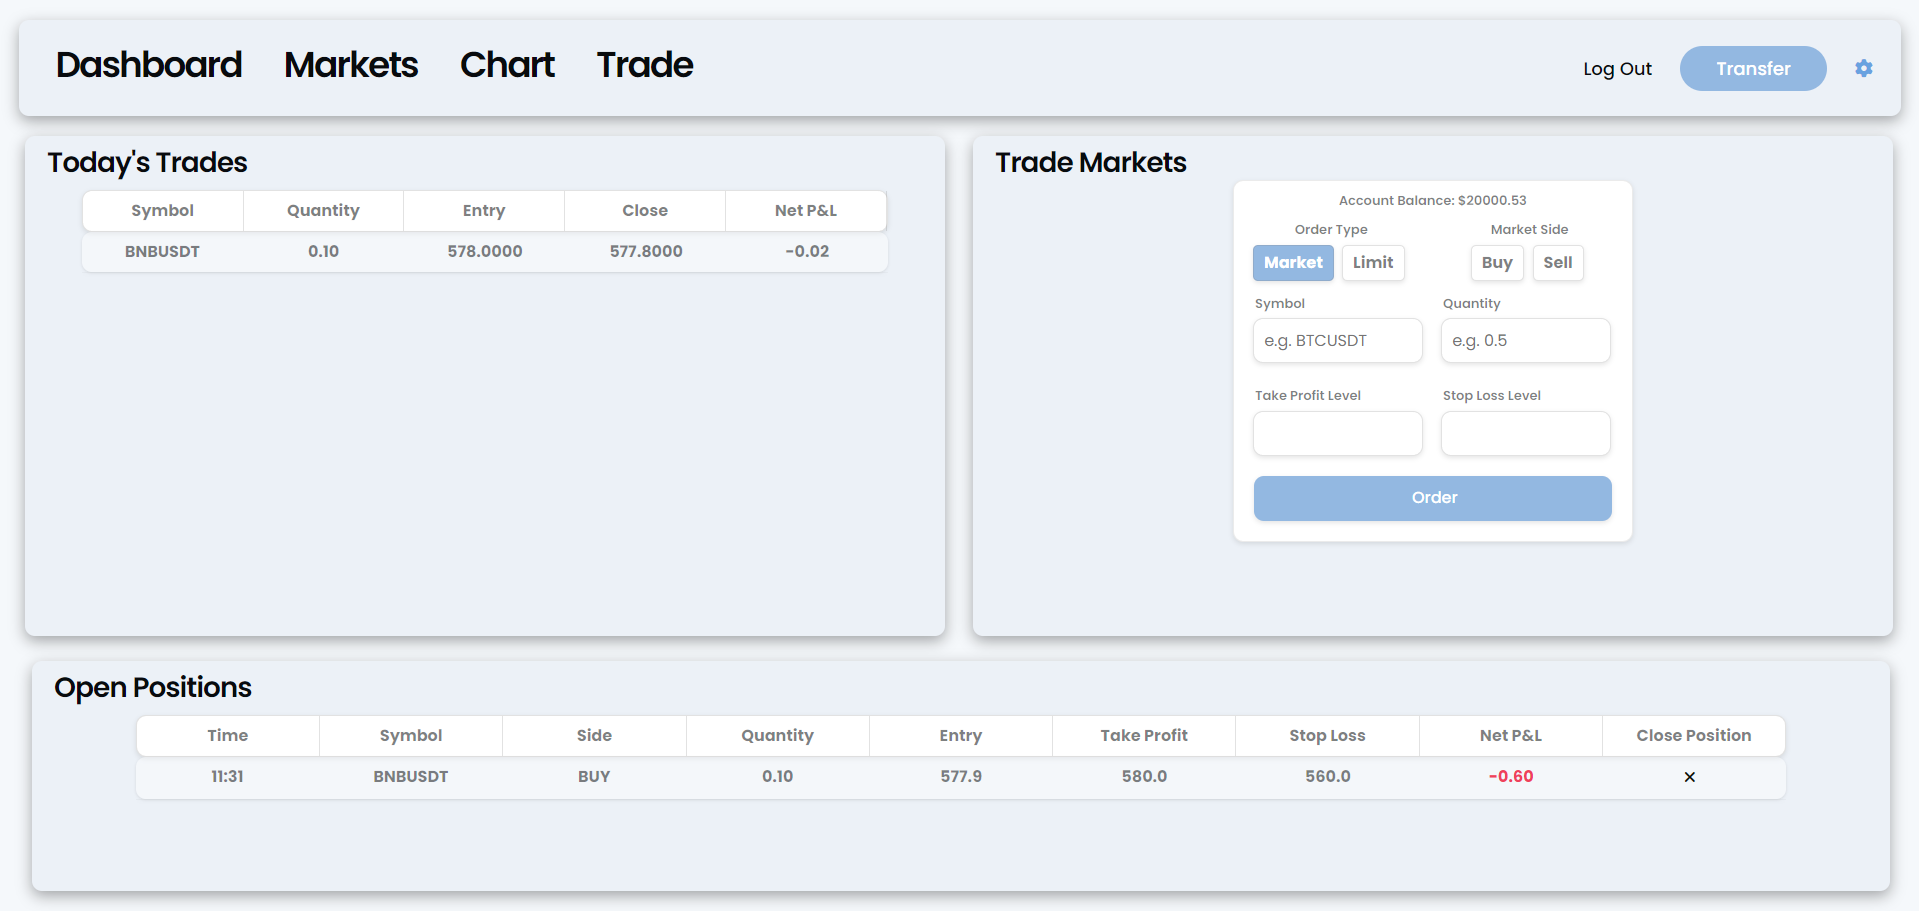 Dashboard Markets Chart Trade Log Out Transfer
Today's Trades
Symbol Quantity Entry Close Net P&L
BNBUSDT 0.10 578.0000 577.8000 -0.02
Trade Markets
Account Balance: $20000.53
Order Type Market Side
Market Limit Buy Sell
Symbol Quantity
e.g. BTCUSDT e.g. 0.5
Take Profit Level Stop Loss Level
Order
Open Positions
Time Symbol Side Quantity Entry Take Profit Stop Loss Net P&L Close Position
11:31 BNBUSDT BUY 0.10 577.9 580.0 560.0 -0.60 ✕